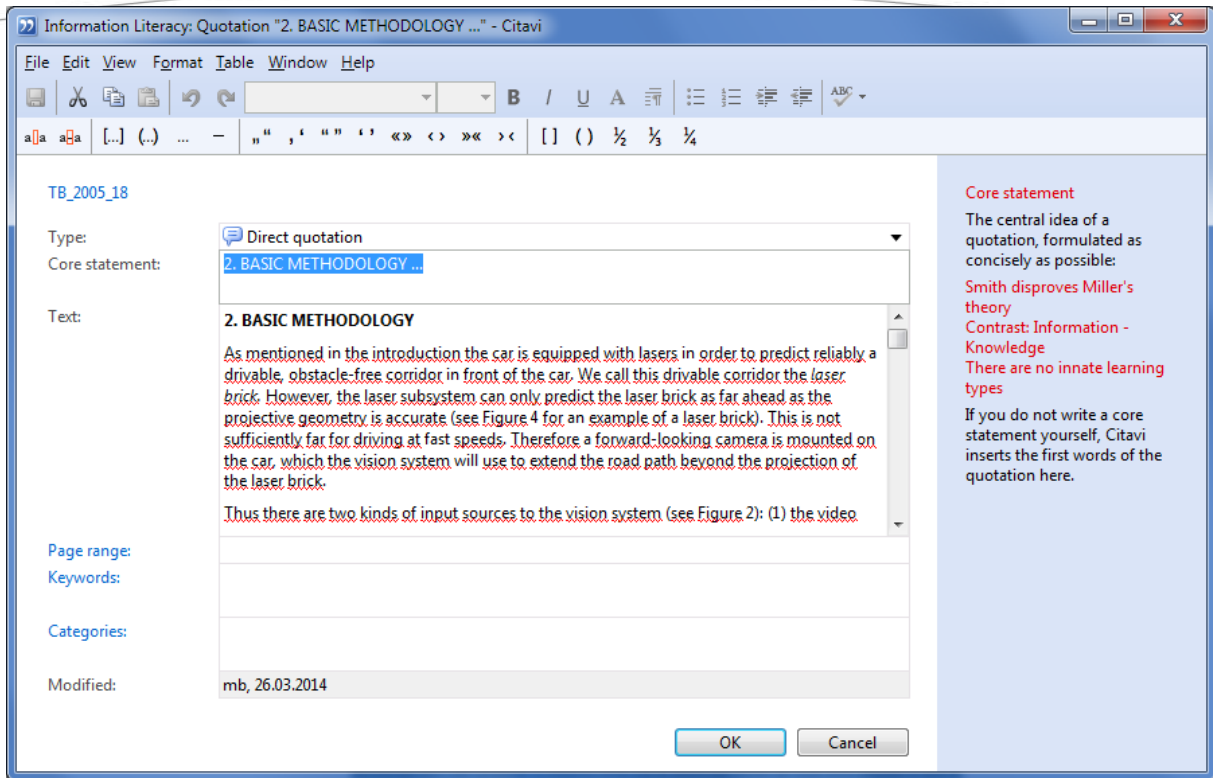 Information Literacy: Quotation "2. BASIC METHODOLOGY ..." - Citavi
File Edit View Format Table Window Help
B I U A ABC
a[]a a[-]a [...] (...) ... – „“ ‚‘ “” ‘’ «» ‹› »« ›‹ [ ] ( ) ½ ⅓ ¼
TB_2005_18
Type: Direct quotation
Core statement: 2. BASIC METHODOLOGY ...
Text: 2. BASIC METHODOLOGY
As mentioned in the introduction the car is equipped with lasers in order to predict reliably a
drivable, obstacle-free corridor in front of the car. We call this drivable corridor the laser
brick. However, the laser subsystem can only predict the laser brick as far ahead as the
projective geometry is accurate (see Figure 4 for an example of a laser brick). This is not
sufficiently far for driving at fast speeds. Therefore a forward-looking camera is mounted on
the car, which the vision system will use to extend the road path beyond the projection of
the laser brick.
Thus there are two kinds of input sources to the vision system (see Figure 2): (1) the video
Page range:
Keywords:
Categories:
Modified: mb, 26.03.2014
OK Cancel
Core statement
The central idea of a
quotation, formulated as
concisely as possible:
Smith disproves Miller's
theory
Contrast: Information -
Knowledge
There are no innate learning
types
If you do not write a core
statement yourself, Citavi
inserts the first words of the
quotation here.